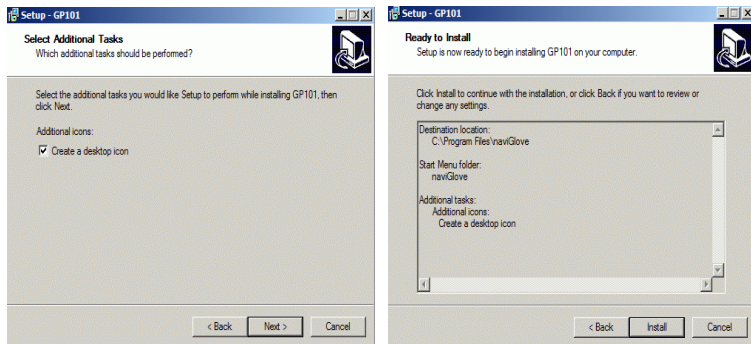 Setup - GP101
Select Additional Tasks
Which additional tasks should be performed?
Select the additional tasks you would like Setup to perform while installing GP101, then
click Next.
Additional icons:
Create a desktop icon
< Back
Next >
Cancel
Setup - GP101
Ready to Install
Setup is now ready to begin installing GP101 on your computer.
Click Install to continue with the installation, or click Back if you want to review or
change any settings.
Destination location:
C:\Program Files\naviGlove
Start Menu folder:
naviGlove
Additional tasks:
Additional icons:
Create a desktop icon
< Back
Install
Cancel